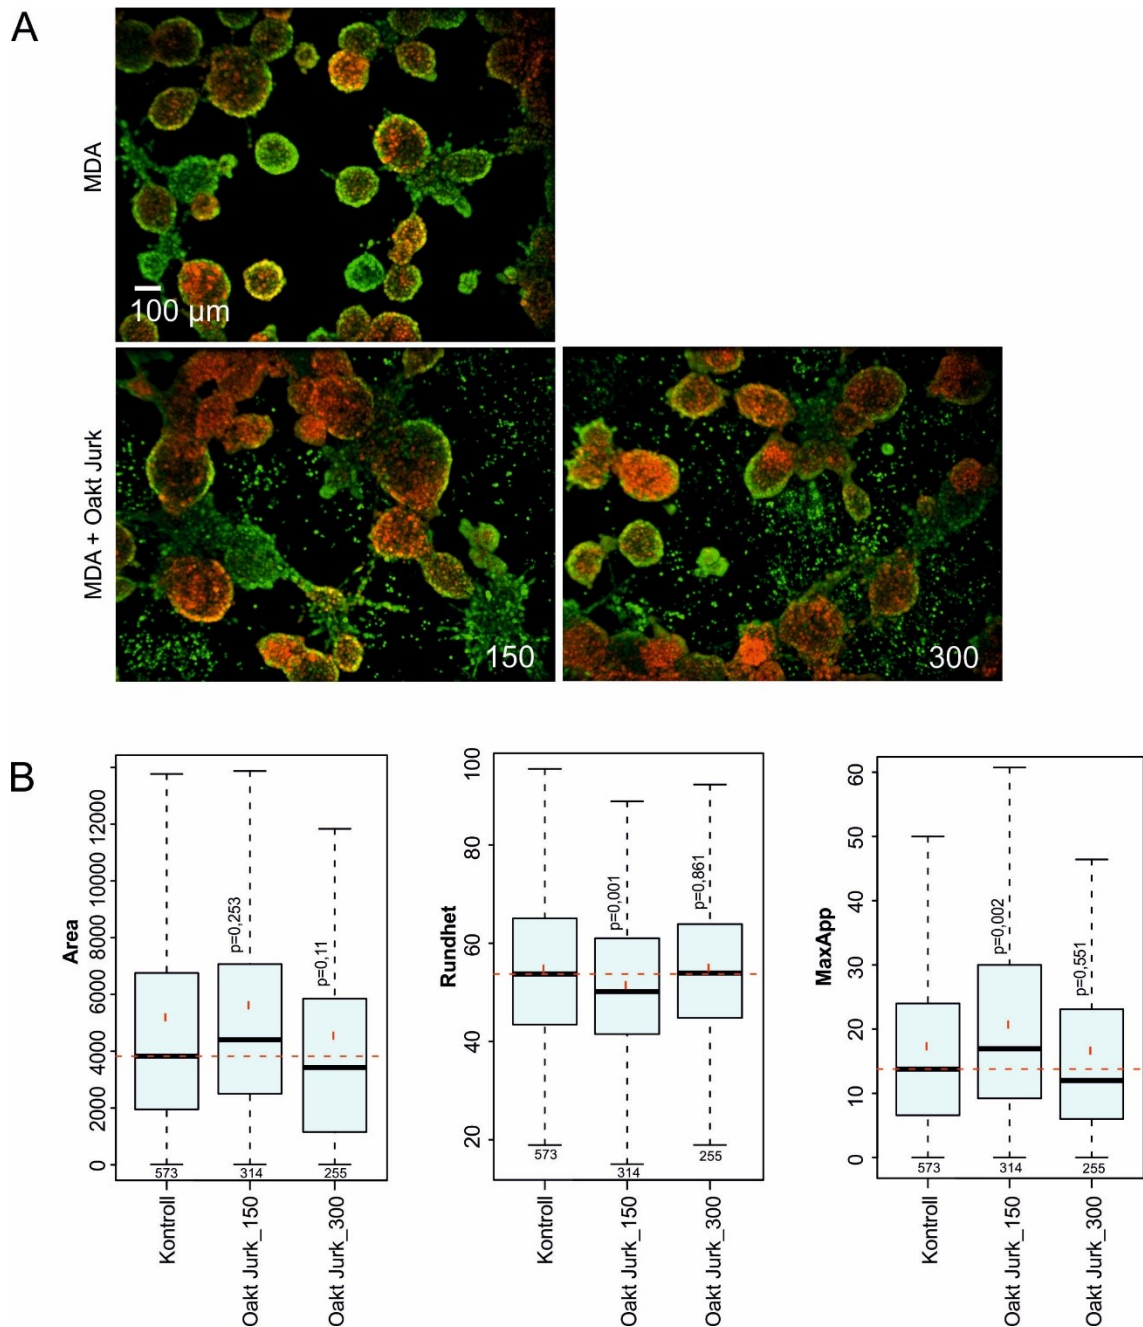 A
MDA
100 µm
MDA + Oakt Jurk
150
300
B
Area
0
2000
4000
6000
8000
10000
12000
p=0,253
p=0,11
573
314
255
Kontroll
Oakt Jurk_150
Oakt Jurk_300
Rundhet
20
40
60
80
100
p=0,001
p=0,861
573
314
255
Kontroll
Oakt Jurk_150
Oakt Jurk_300
MaxApp
0
10
20
30
40
50
60
p=0,002
p=0,551
573
314
255
Kontroll
Oakt Jurk_150
Oakt Jurk_300